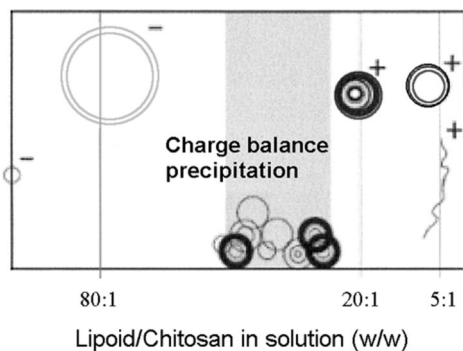 − + +
+
−
Charge balance
precipitation
80:1 20:1 5:1
Lipoid/Chitosan in solution (w/w)